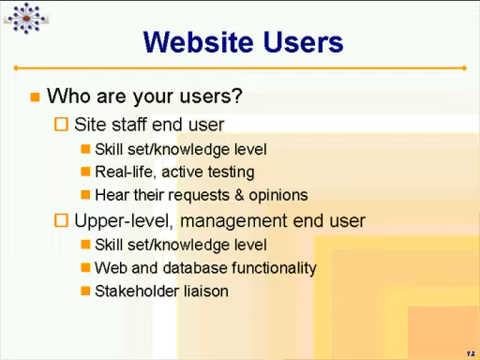 Website Users
Who are your users?
Site staff end user
Skill set/knowledge level
Real-life, active testing
Hear their requests & opinions
Upper-level, management end user
Skill set/knowledge level
Web and database functionality
Stakeholder liaison
12